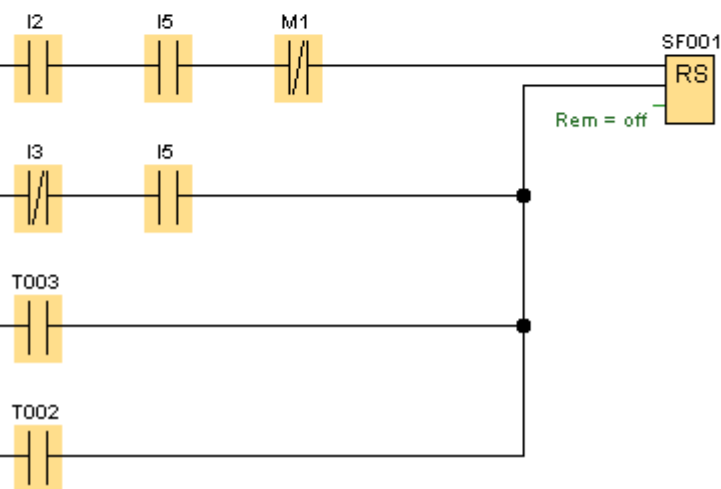 I2 I5 M1
SF001
RS
Rem = off
I3 I5
T003
T002